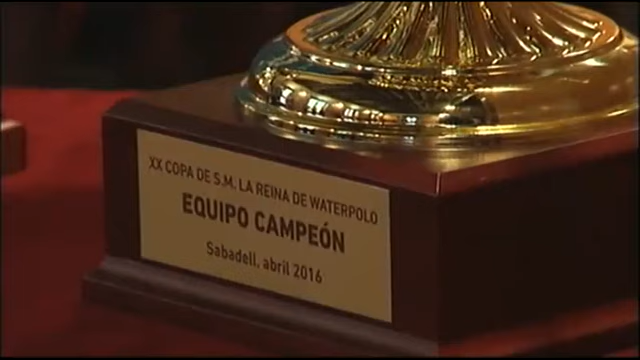 XX COPA DE S.M. LA REINA DE WATERPOLO
EQUIPO CAMPEÓN
Sabadell, abril 2016